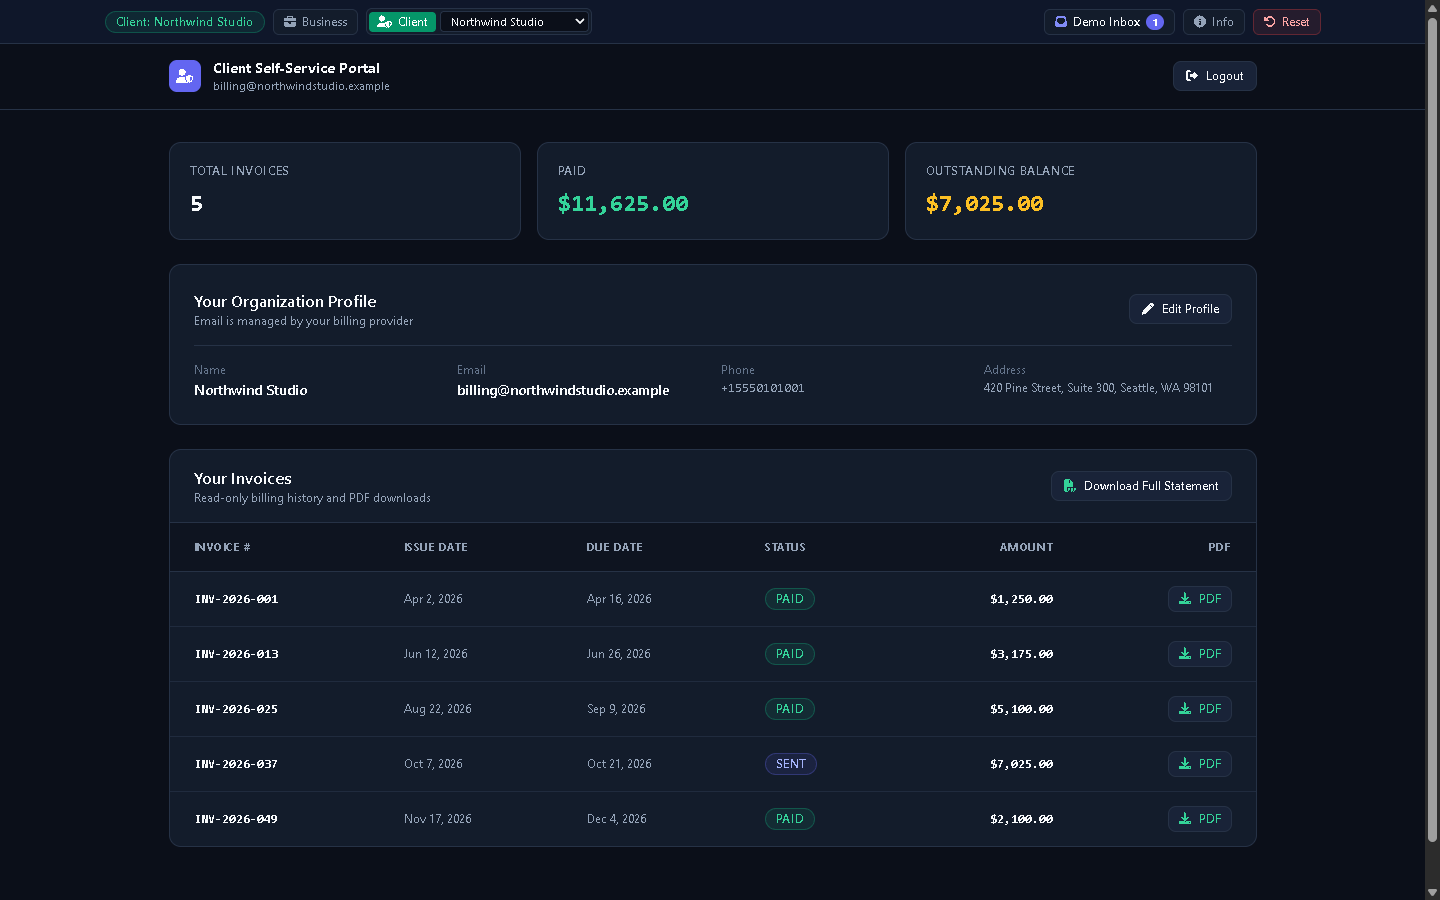 Client: Northwind Studio Business Client Northwind Studio Demo Inbox 1 Info Reset
Client Self-Service Portal
billing@northwindstudio.example
Logout
TOTAL INVOICES
5
PAID
$11,625.00
OUTSTANDING BALANCE
$7,025.00
Your Organization Profile
Email is managed by your billing provider
Edit Profile
Name
Northwind Studio
Email
billing@northwindstudio.example
Phone
+15550101001
Address
420 Pine Street, Suite 300, Seattle, WA 98101
Your Invoices
Read-only billing history and PDF downloads
Download Full Statement
INVOICE # ISSUE DATE DUE DATE STATUS AMOUNT PDF
INV-2026-001 Apr 2, 2026 Apr 16, 2026 PAID $1,250.00 PDF
INV-2026-013 Jun 12, 2026 Jun 26, 2026 PAID $3,175.00 PDF
INV-2026-025 Aug 22, 2026 Sep 9, 2026 PAID $5,100.00 PDF
INV-2026-037 Oct 7, 2026 Oct 21, 2026 SENT $7,025.00 PDF
INV-2026-049 Nov 17, 2026 Dec 4, 2026 PAID $2,100.00 PDF